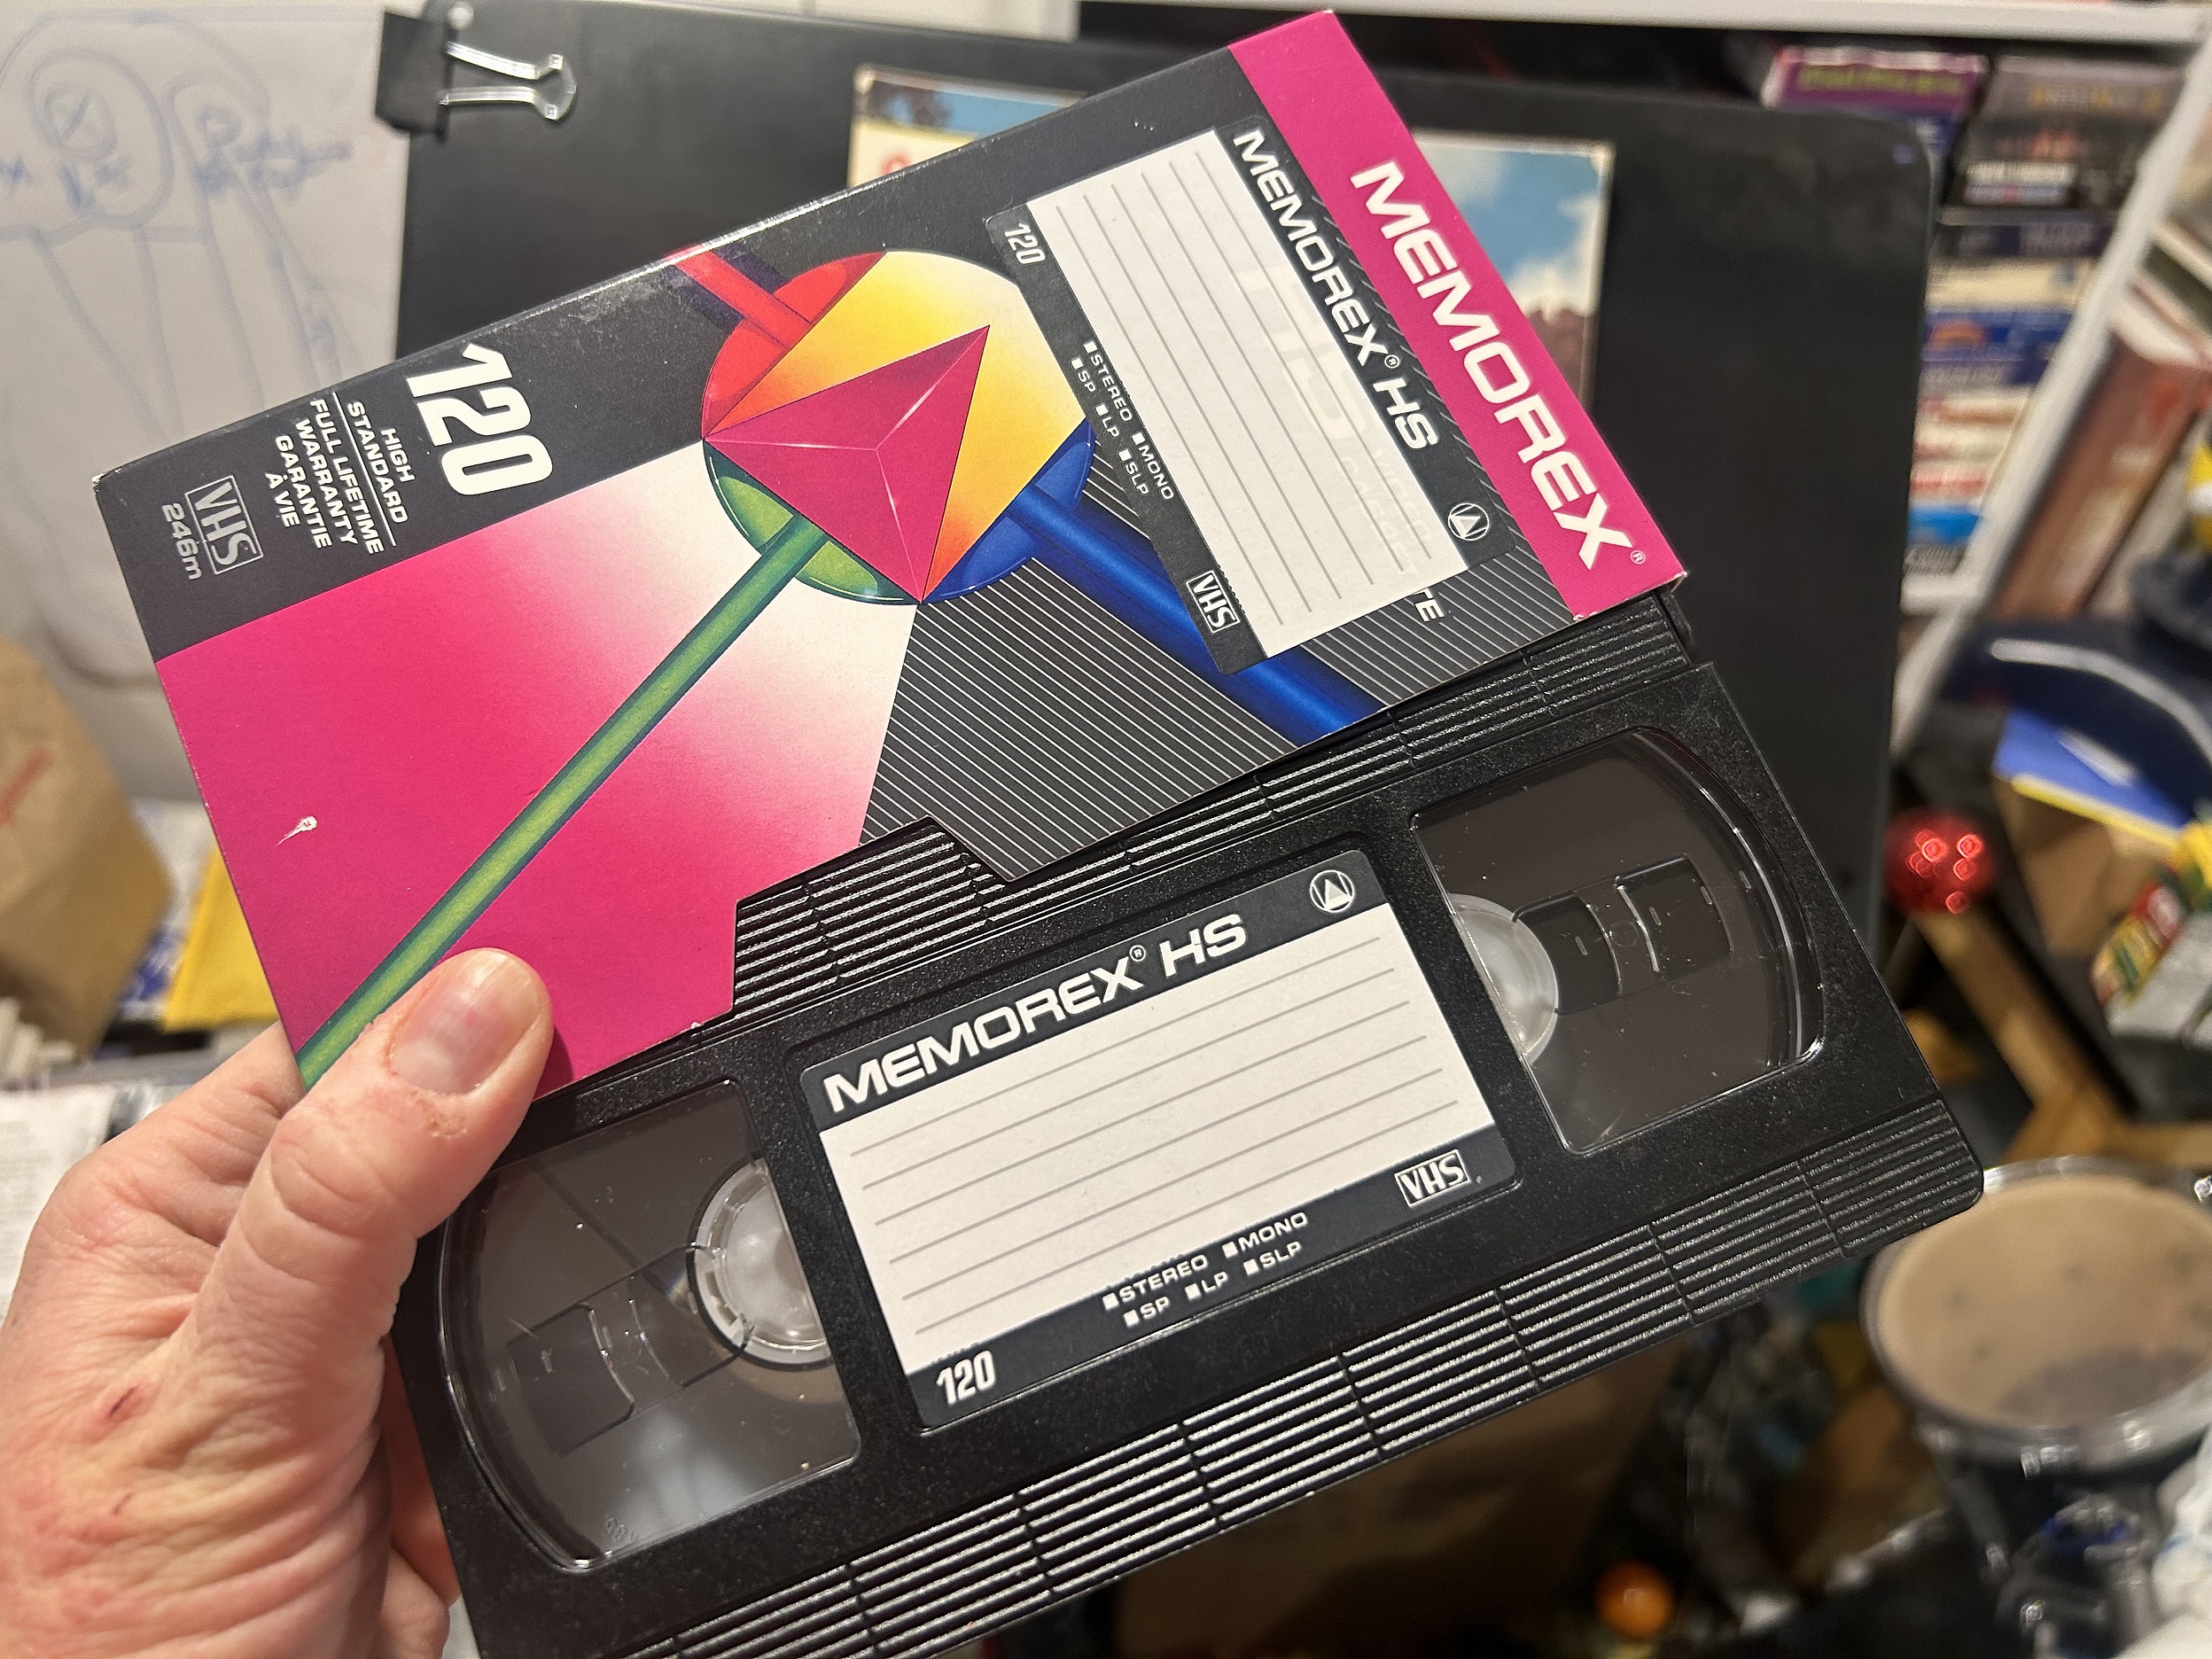 MEMOREX®
MEMOREX® HS
120
■STEREO ■MONO
■SP ■LP ■SLP
VHS
TE
120
HIGH
STANDARD
FULL LIFETIME
WARRANTY
GARANTIE
À VIE
VHS
246m
MEMOREX® HS
VHS
■STEREO ■MONO
■SP ■LP ■SLP
120